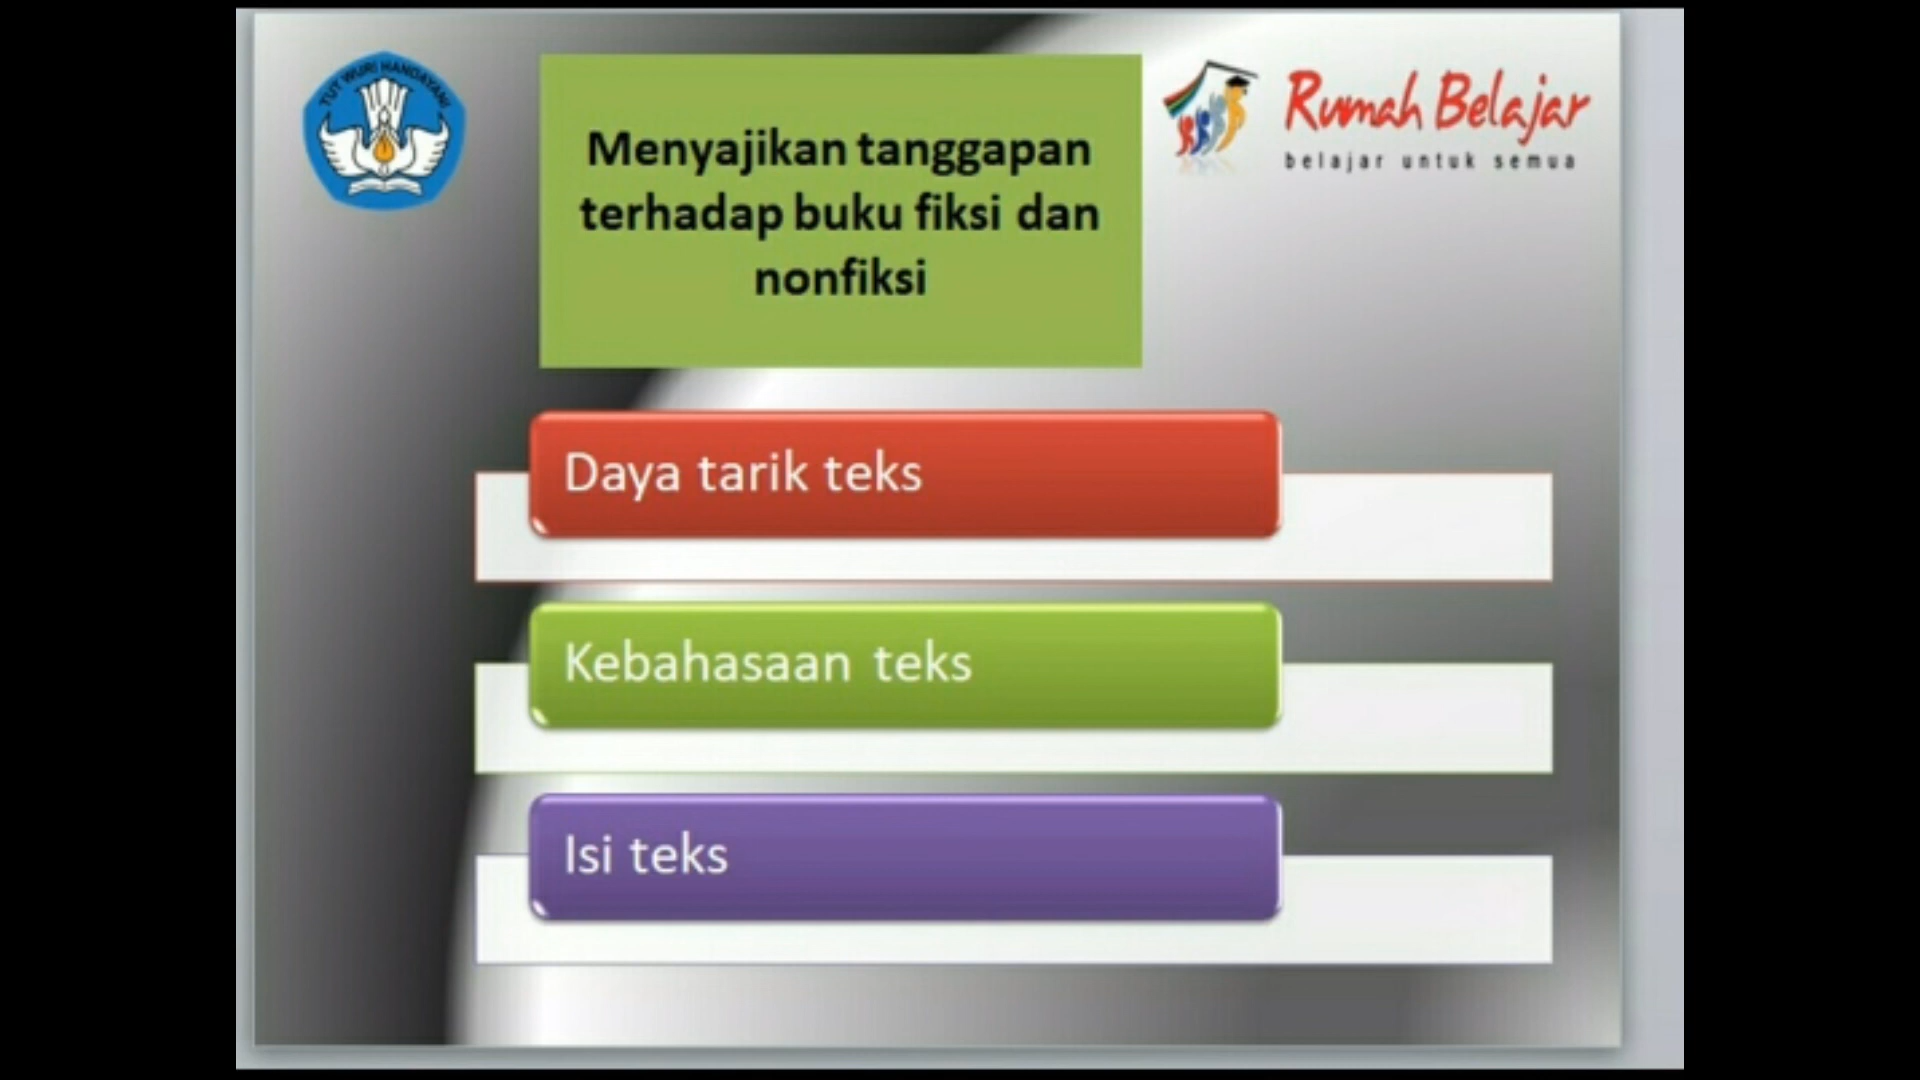 TUT WURI HANDAYANI
Menyajikan tanggapan
terhadap buku fiksi dan
nonfiksi
Rumah Belajar
belajar untuk semua
Daya tarik teks
Kebahasaan teks
Isi teks